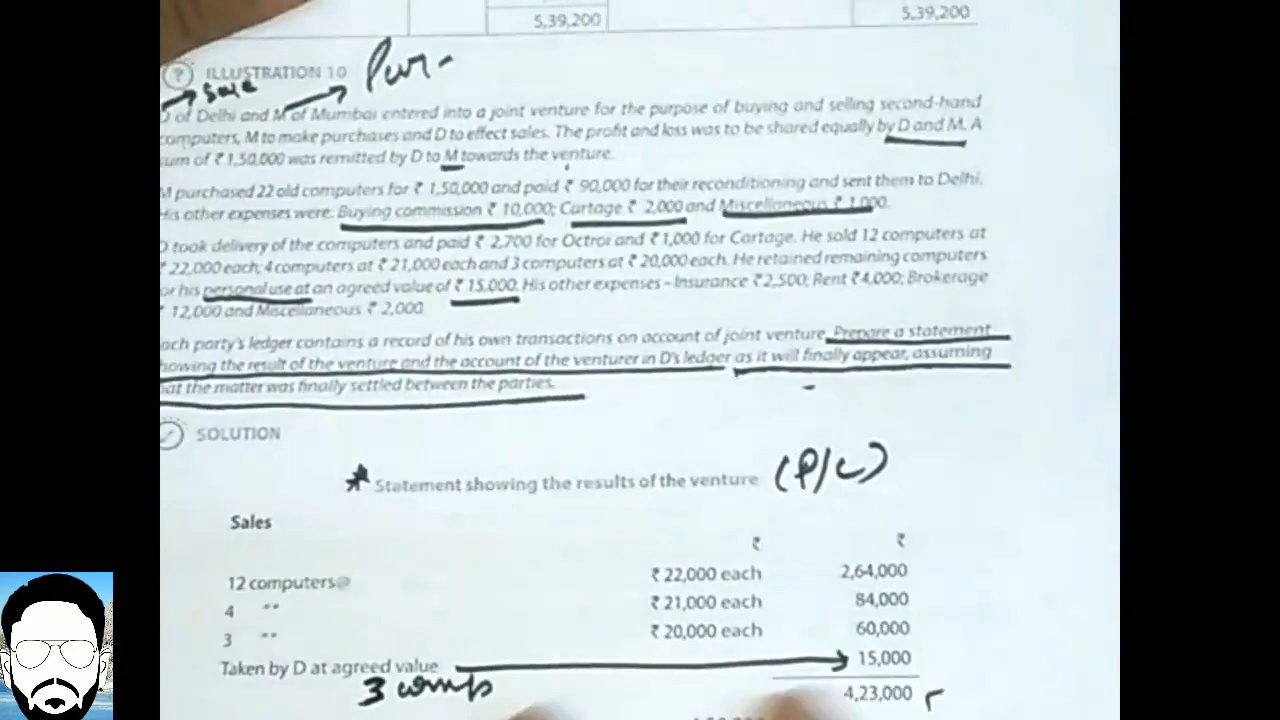 5,39,200 5,39,200
ILLUSTRATION 10 Pur-
Sale
D of Delhi and M of Mumbai entered into a joint venture for the purpose of buying and selling second-hand
computers, M to make purchases and D to effect sales. The profit and loss was to be shared equally by D and M. A
sum of ₹ 1,50,000 was remitted by D to M towards the venture.
M purchased 22 old computers for ₹ 1,50,000 and paid ₹ 90,000 for their reconditioning and sent them to Delhi.
His other expenses were: Buying commission ₹ 10,000; Cartage ₹ 2,000 and Miscellaneous ₹ 1,000.
D took delivery of the computers and paid ₹ 2,700 for Octroi and ₹ 1,000 for Cartage. He sold 12 computers at
₹ 22,000 each; 4 computers at ₹ 21,000 each and 3 computers at ₹ 20,000 each. He retained remaining computers
for his personal use at an agreed value of ₹ 15,000. His other expenses – Insurance ₹ 2,500; Rent ₹ 4,000; Brokerage
₹ 12,000 and Miscellaneous ₹ 2,000.
ach party's ledger contains a record of his own transactions on account of joint venture. Prepare a statement
howing the result of the venture and the account of the venturer in D's ledger as it will finally appear, assuming
at the matter was finally settled between the parties.
SOLUTION
* Statement showing the results of the venture (P/L)
Sales
₹ ₹
12 computers@ ₹ 22,000 each 2,64,000
4 " ₹ 21,000 each 84,000
3 " ₹ 20,000 each 60,000
Taken by D at agreed value 15,000
3 comp 4,23,000